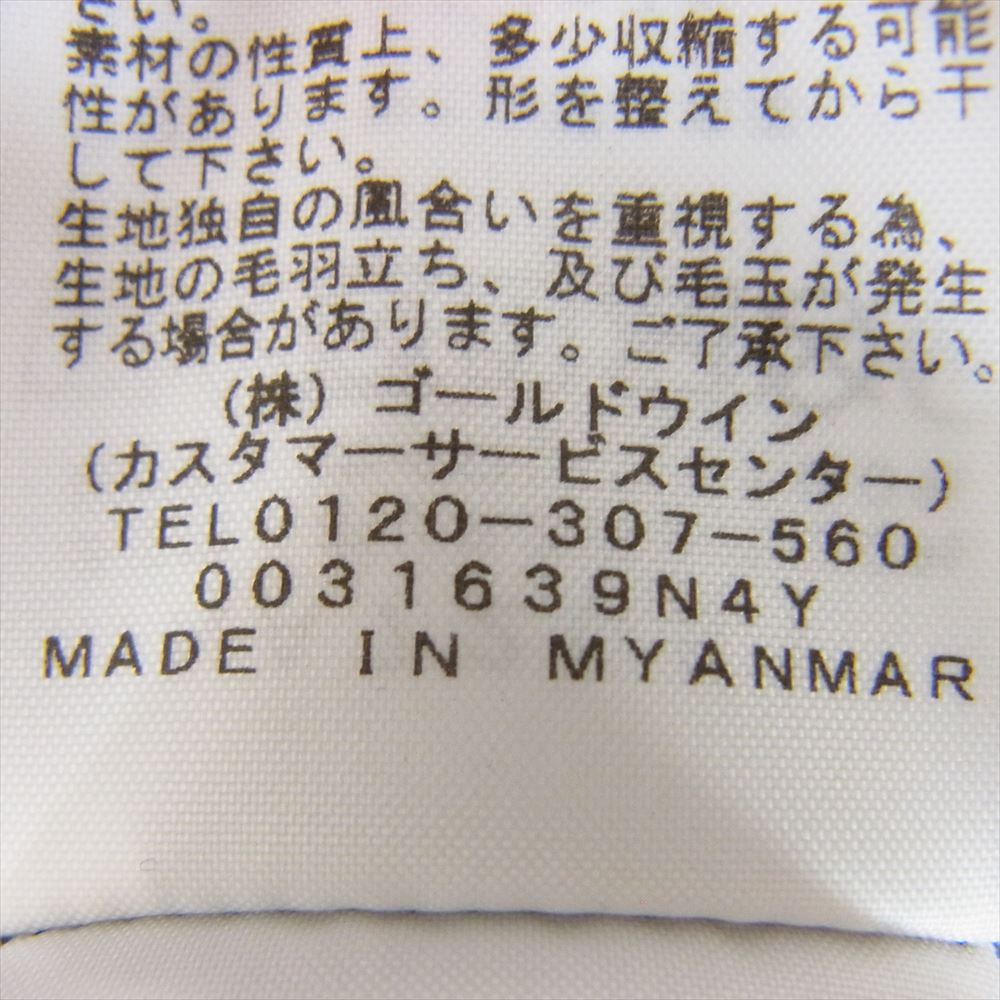 さい。
素材の性質上、多少収縮する可能
性があります。形を整えてから干
して下さい。
生地独自の風合いを重視する為、
生地の毛羽立ち、及び毛玉が発生
する場合があります。ご了承下さい。
(株)ゴールドウイン
(カスタマーサービスセンター)
TEL0120-307-560
0031639N4Y
MADE IN MYANMAR